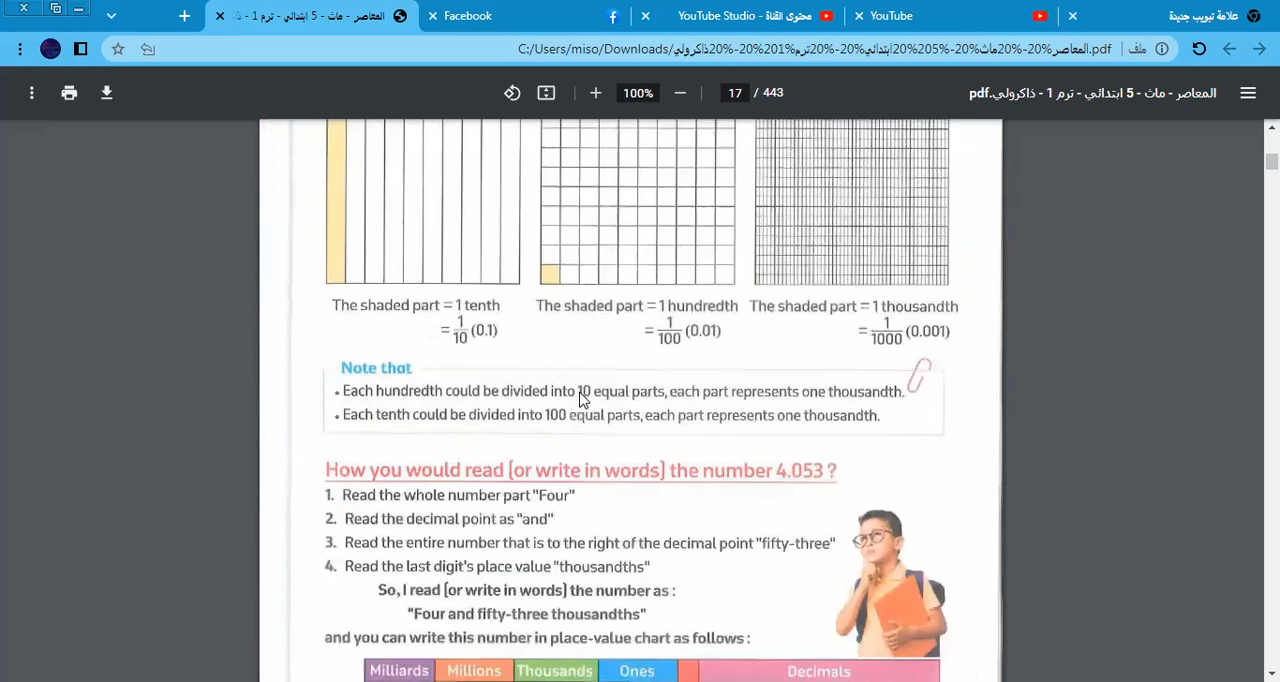 المعاصر - ماث - 5 ابتدائي - ترم 1 - ذ
Facebook
YouTube Studio - محتوى القناة
YouTube
علامة تبويب جديدة
ملف
C:/Users/miso/Downloads/المعاصر%20-%20ماث%20-%205%20ابتدائي%20-%20ترم%201%20-%20ذاكرولي.pdf
100%
17 / 443
المعاصر - ماث - 5 ابتدائي - ترم 1 - ذاكرولي.pdf
The shaded part = 1 tenth
= 1/10 (0.1)
The shaded part = 1 hundredth
= 1/100 (0.01)
The shaded part = 1 thousandth
= 1/1000 (0.001)
Note that
• Each hundredth could be divided into 10 equal parts, each part represents one thousandth.
• Each tenth could be divided into 100 equal parts, each part represents one thousandth.
How you would read [or write in words] the number 4.053 ?
1. Read the whole number part "Four"
2. Read the decimal point as "and"
3. Read the entire number that is to the right of the decimal point "fifty-three"
4. Read the last digit's place value "thousandths"
So, I read [or write in words] the number as :
"Four and fifty-three thousandths"
and you can write this number in place-value chart as follows :
Milliards Millions Thousands Ones Decimals